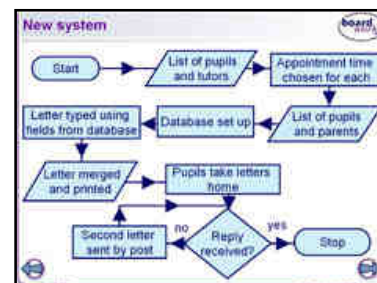 New system
board
works
Start
List of pupils
and tutors
Appointment time
chosen for each
Letter typed using
fields from database
Database set up
List of pupils
and parents
Letter merged
and printed
Pupils take letters
home
Second letter
sent by post
no
Reply
received?
yes
Stop